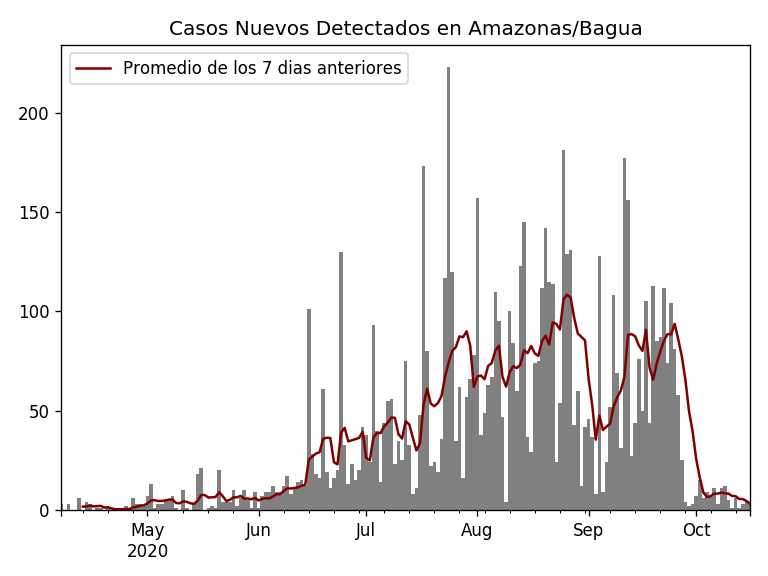 Casos Nuevos Detectados en Amazonas/Bagua
Promedio de los 7 dias anteriores
200
150
100
50
0
May
2020
Jun
Jul
Aug
Sep
Oct